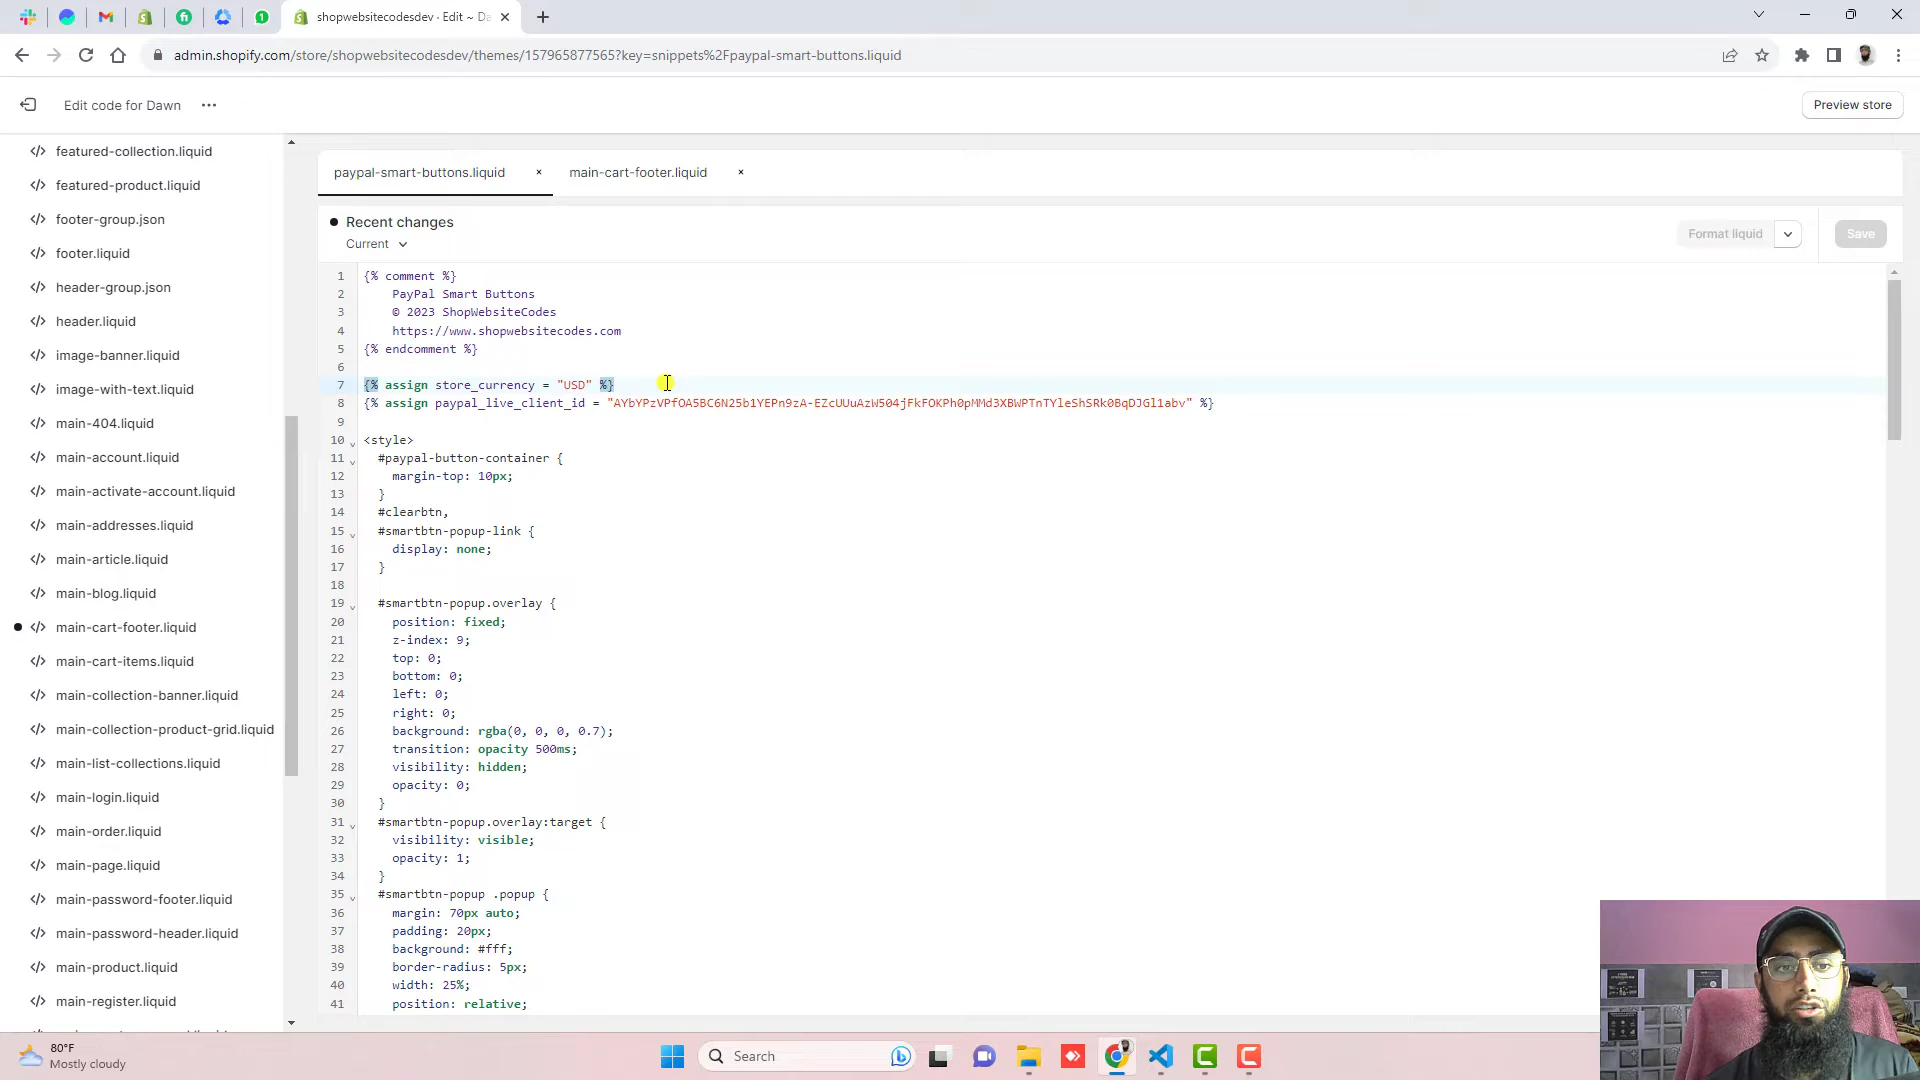 shopwebsitecodesdev · Edit ~ Da
admin.shopify.com/store/shopwebsitecodesdev/themes/157965877565?key=snippets%2Fpaypal-smart-buttons.liquid
Edit code for Dawn
Preview store
featured-collection.liquid
featured-product.liquid
footer-group.json
footer.liquid
header-group.json
header.liquid
image-banner.liquid
image-with-text.liquid
main-404.liquid
main-account.liquid
main-activate-account.liquid
main-addresses.liquid
main-article.liquid
main-blog.liquid
main-cart-footer.liquid
main-cart-items.liquid
main-collection-banner.liquid
main-collection-product-grid.liquid
main-list-collections.liquid
main-login.liquid
main-order.liquid
main-page.liquid
main-password-footer.liquid
main-password-header.liquid
main-product.liquid
main-register.liquid
paypal-smart-buttons.liquid
main-cart-footer.liquid
Recent changes
Current
Format liquid
Save
1 {% comment %}
2 PayPal Smart Buttons
3 © 2023 ShopWebsiteCodes
4 https://www.shopwebsitecodes.com
5 {% endcomment %}
6
7 {% assign store_currency = "USD" %}
8 {% assign paypal_live_client_id = "AYbYPzVPfOA5BC6N25b1YEPn9zA-EZcUUuAzW504jFkFOKPh0pMMd3XBWPTnTYleShSRk0BqDJGl1abv" %}
9
10 <style>
11 #paypal-button-container {
12 margin-top: 10px;
13 }
14 #clearbtn,
15 #smartbtn-popup-link {
16 display: none;
17 }
18
19 #smartbtn-popup.overlay {
20 position: fixed;
21 z-index: 9;
22 top: 0;
23 bottom: 0;
24 left: 0;
25 right: 0;
26 background: rgba(0, 0, 0, 0.7);
27 transition: opacity 500ms;
28 visibility: hidden;
29 opacity: 0;
30 }
31 #smartbtn-popup.overlay:target {
32 visibility: visible;
33 opacity: 1;
34 }
35 #smartbtn-popup .popup {
36 margin: 70px auto;
37 padding: 20px;
38 background: #fff;
39 border-radius: 5px;
40 width: 25%;
41 position: relative;
80°F
Mostly cloudy
Search